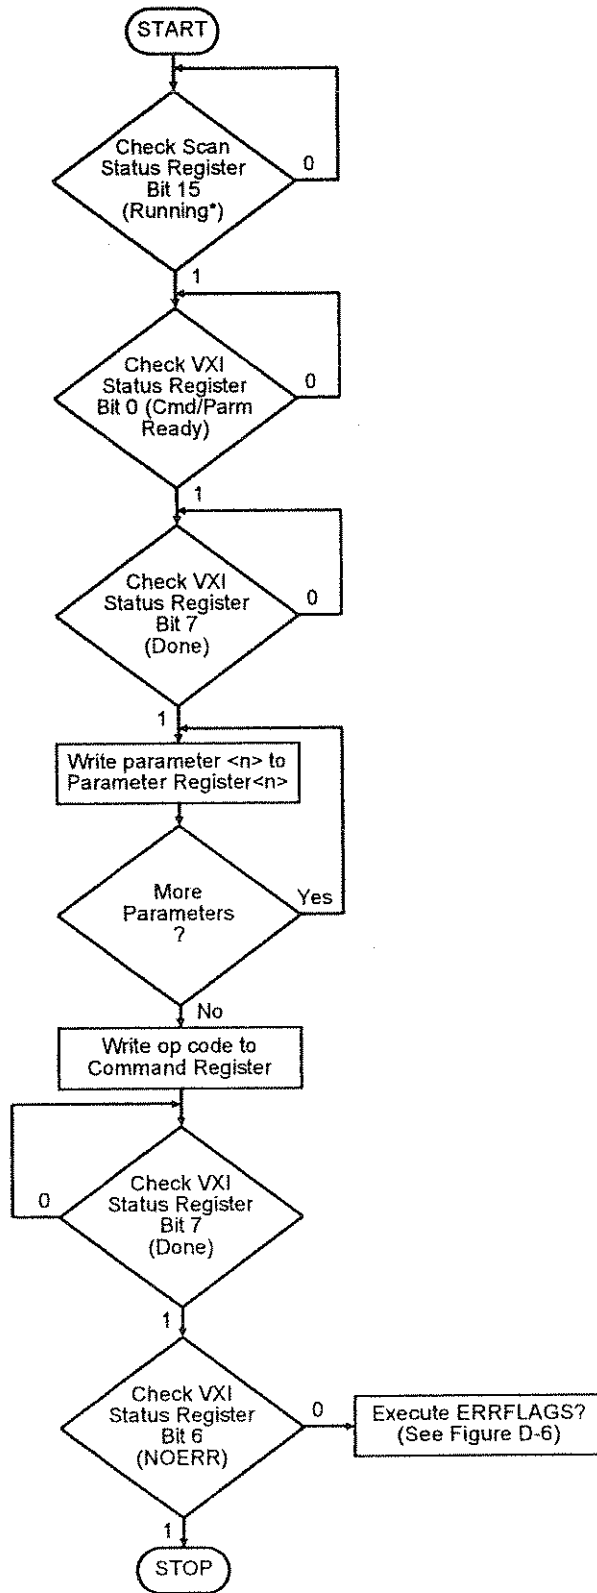 START
Check Scan
Status Register
Bit 15
(Running*)
0
1
Check VXI
Status Register
Bit 0 (Cmd/Parm
Ready)
0
1
Check VXI
Status Register
Bit 7
(Done)
0
1
Write parameter <n> to
Parameter Register<n>
More
Parameters
?
Yes
No
Write op code to
Command Register
Check VXI
Status Register
Bit 7
(Done)
0
1
Check VXI
Status Register
Bit 6
(NOERR)
0
Execute ERRFLAGS?
(See Figure D-6)
1
STOP